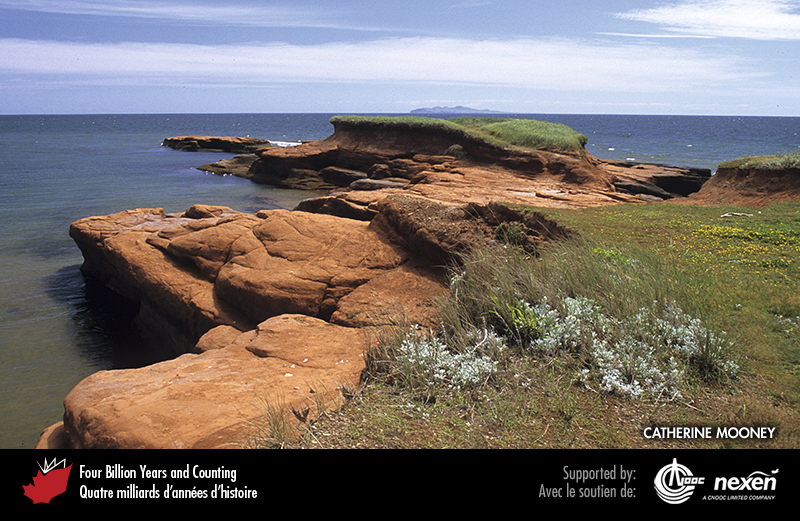 CATHERINE MOONEY
Four Billion Years and Counting
Quatre milliards d'années d'histoire
Supported by:
Avec le soutien de:
CNOOC
nexen
A CNOOC LIMITED COMPANY